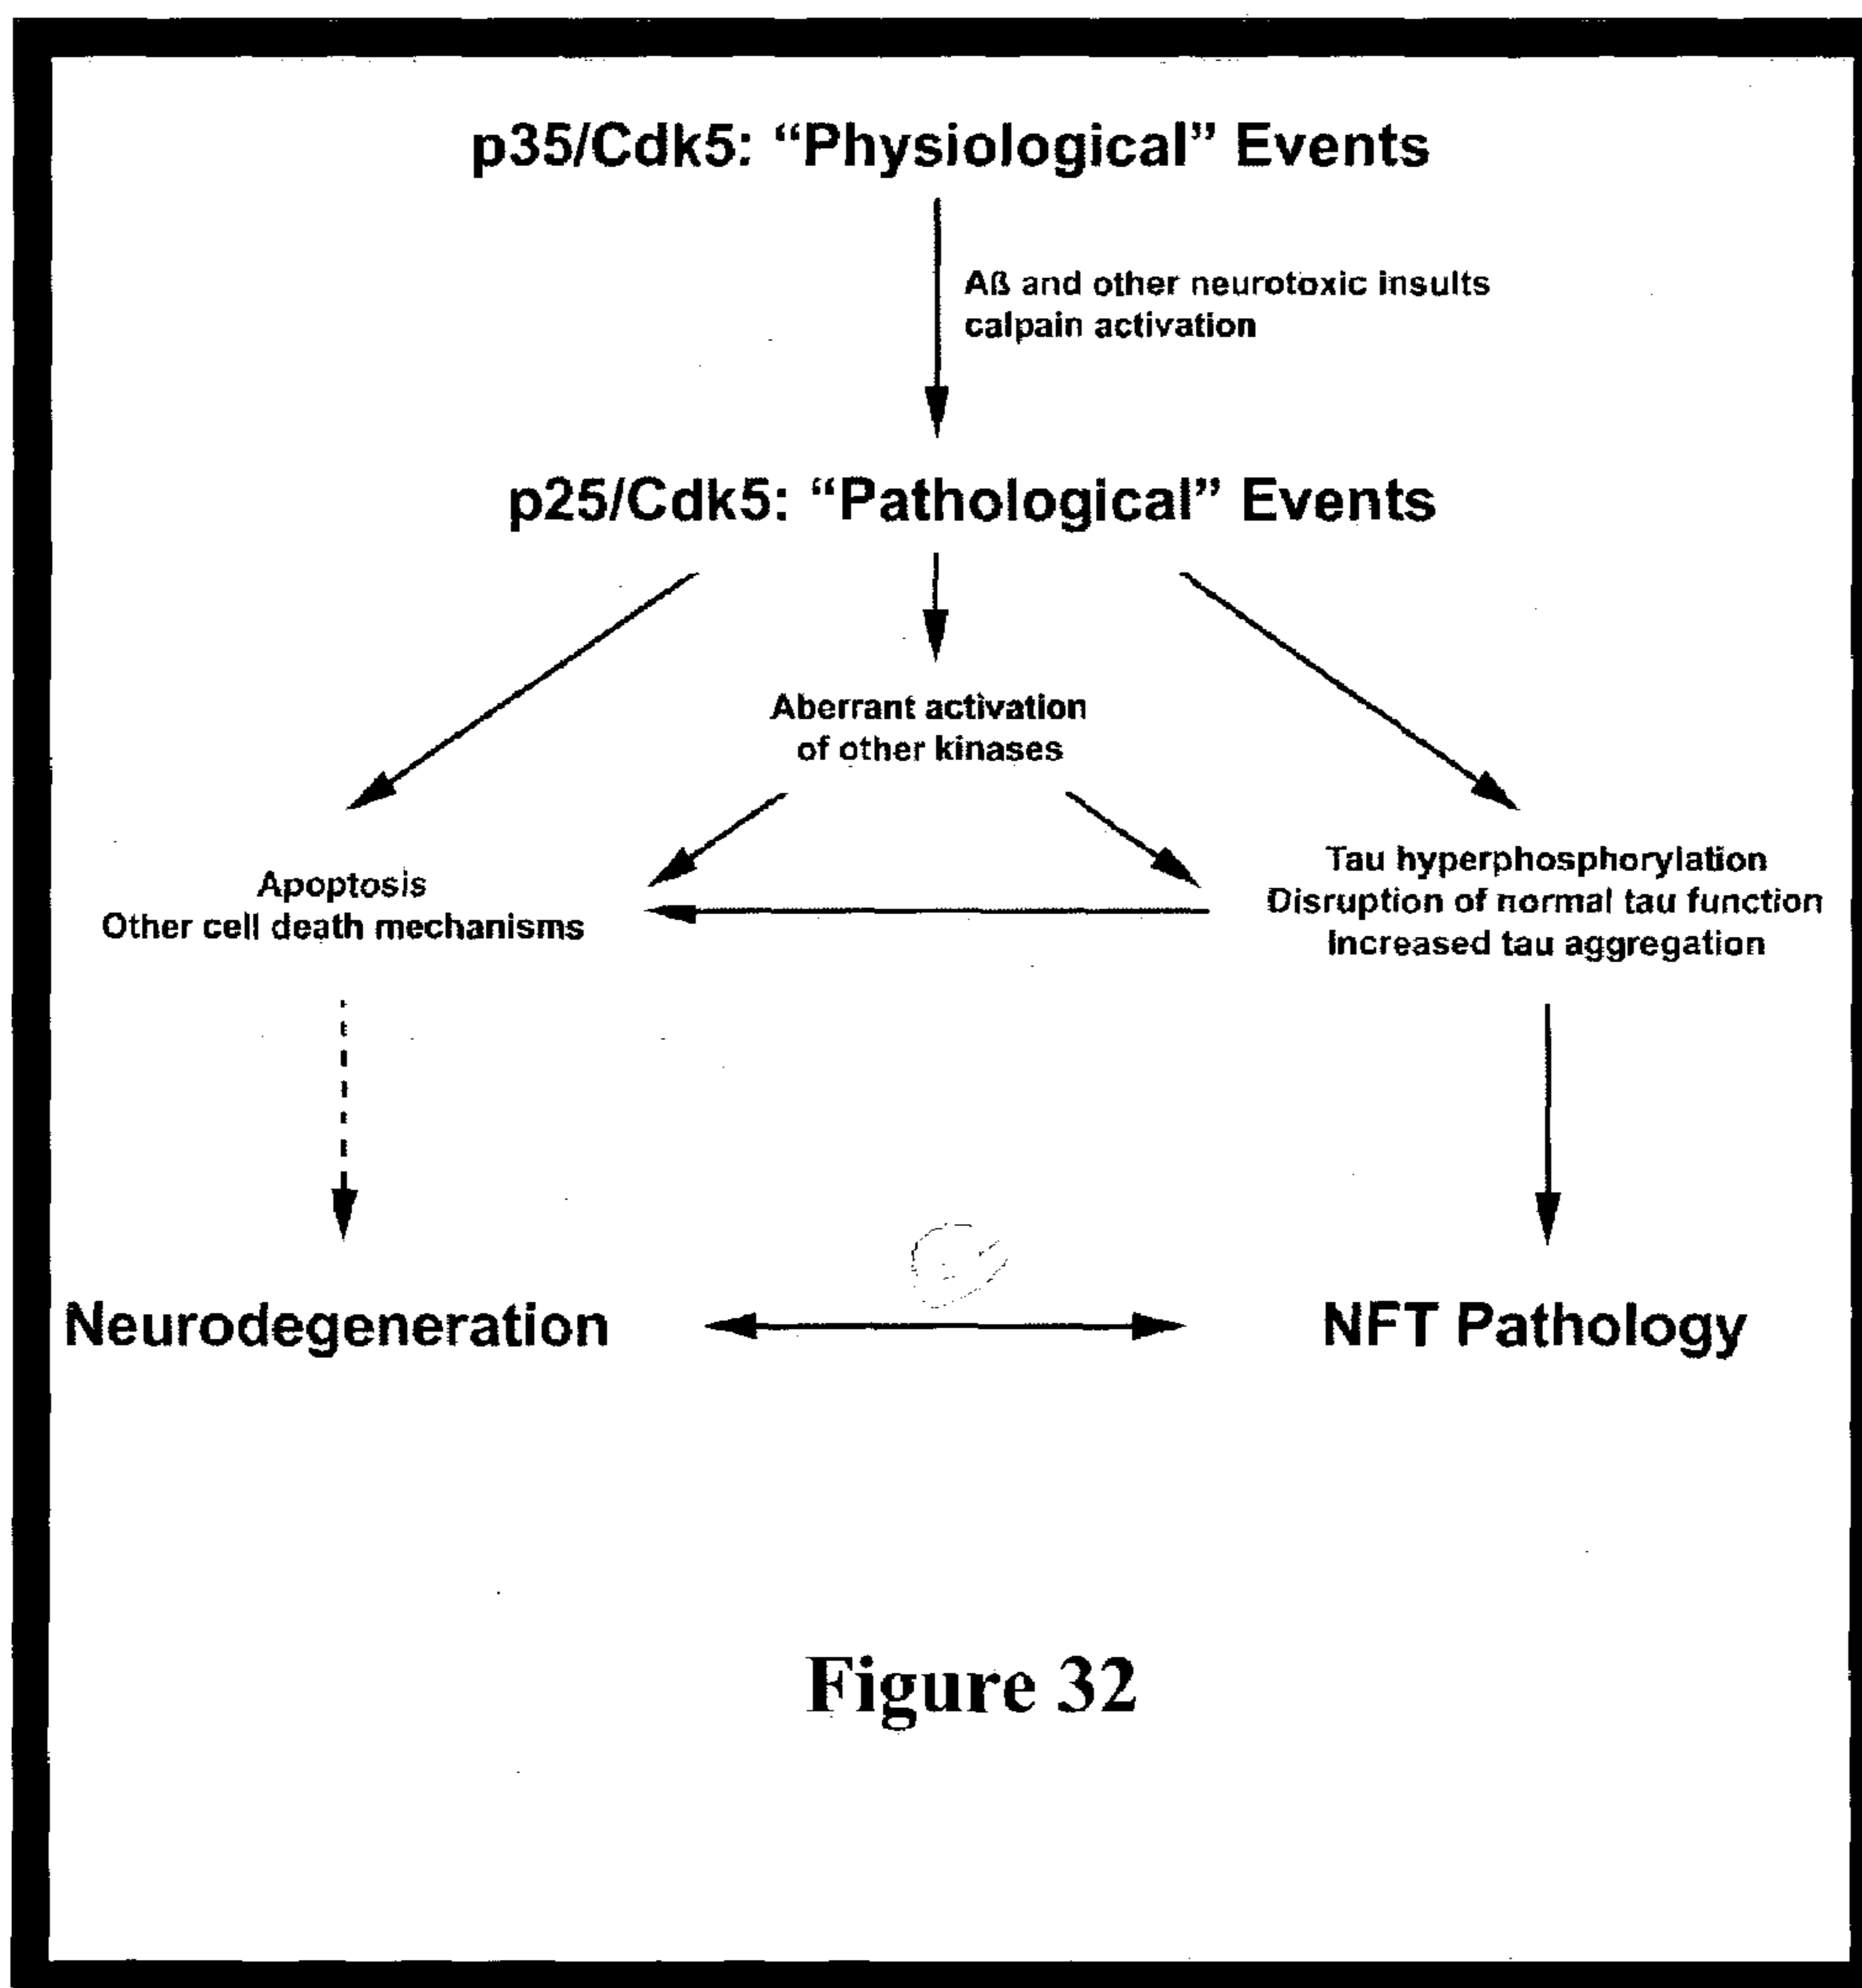 p35/Cdk5: “Physiological” Events
Aß and other neurotoxic insults
calpain activation
p25/Cdk5: “Pathological” Events
Aberrant activation
of other kinases
Apoptosis
Other cell death mechanisms
Tau hyperphosphorylation
Disruption of normal tau function
Increased tau aggregation
Neurodegeneration
NFT Pathology
Figure 32